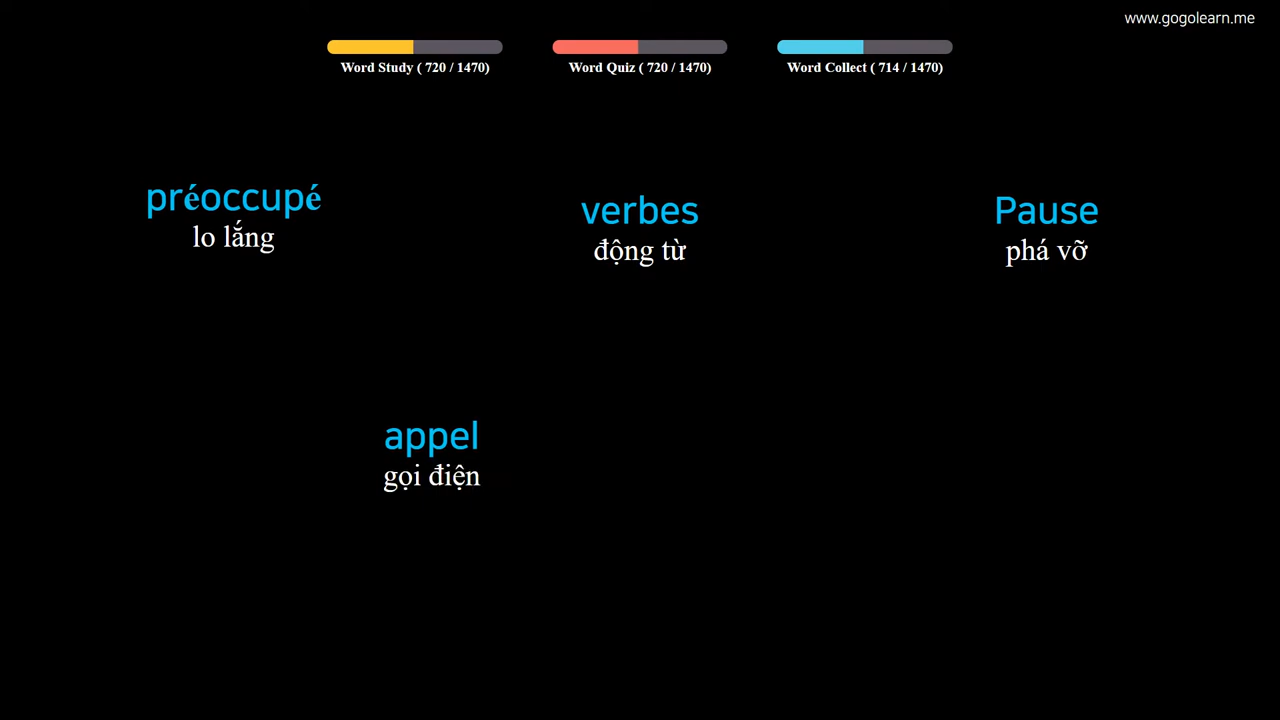 www.gogolearn.me
Word Study ( 720 / 1470)
Word Quiz ( 720 / 1470)
Word Collect ( 714 / 1470)
préoccupé
lo lắng
verbes
động từ
Pause
phá vỡ
appel
gọi điện